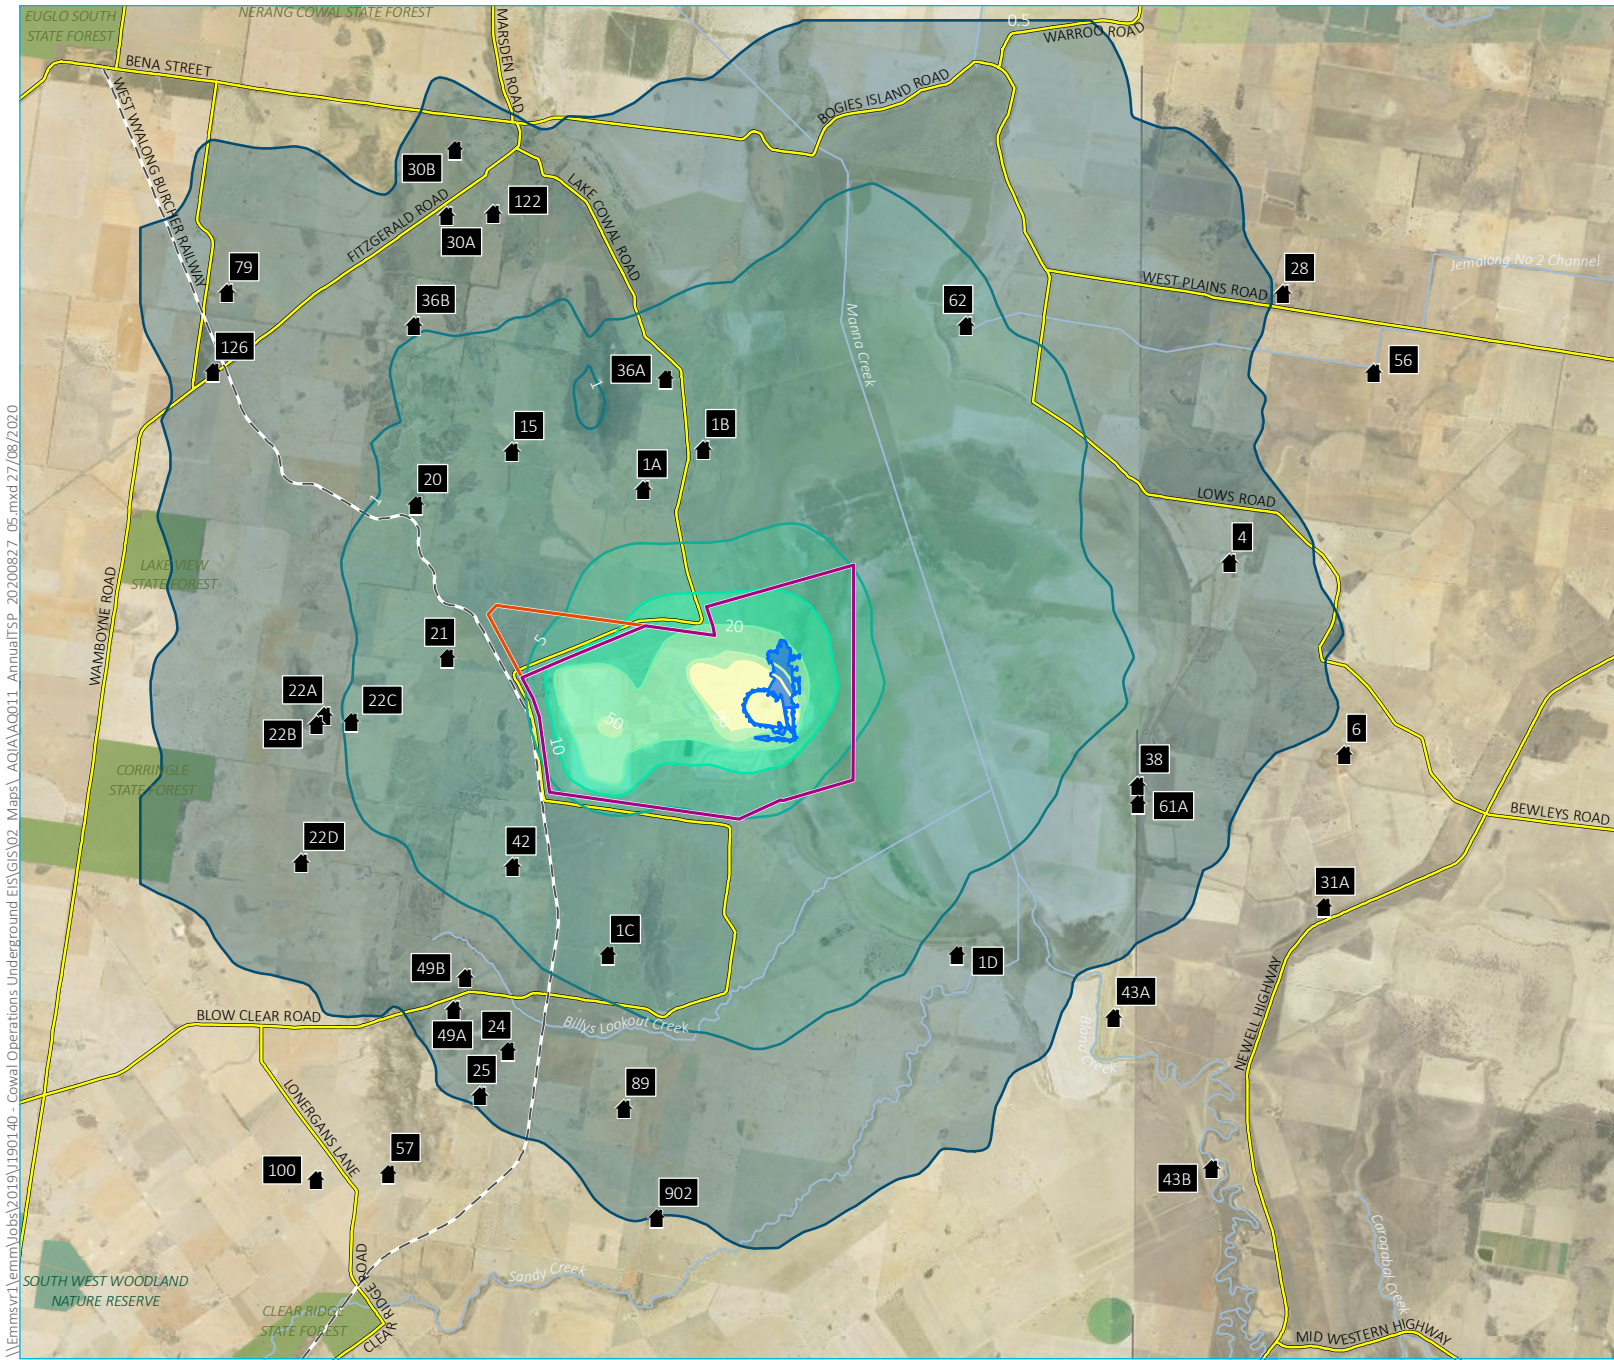 EUGLO SOUTH
STATE FOREST
NERANG COWAL STATE FOREST
0.5
WARROO ROAD
MARSDEN ROAD
BENA STREET
WEST WYALONG BURCHER RAILWAY
BOGIES ISLAND ROAD
30B
122
FITZGERALD ROAD
30A
LAKE COWAL ROAD
79
36B
62
Manna Creek
WEST PLAINS ROAD
28
Jemalong No 2 Channel
126
36A
1
56
15
1B
1A
20
1
LOWS ROAD
4
LAKE VIEW
STATE FOREST
WAMBOYNE ROAD
21
5
20
22A
22C
22B
50
90
10
6
38
61A
CORRINGLE
STATE FOREST
BEWLEYS ROAD
22D
42
31A
1C
1D
49B
43A
BLOW CLEAR ROAD
49A
24
Billys Lookout Creek
Bland Creek
NEWELL HIGHWAY
25
89
LONERGANS LANE
57
100
43B
902
Caragabal Creek
SOUTH WEST WOODLAND
NATURE RESERVE
Sandy Creek
CLEAR RIDGE
STATE FOREST
CLEAR RIDGE ROAD
MID WESTERN HIGHWAY
\\Emmsvr1\emm\Jobs\2019\J190140 - Cowal Operations Underground EIS\GIS\02_Maps\_AQIA\AQ011_AnnualTSP_20200827_05.mxd 27/08/2020